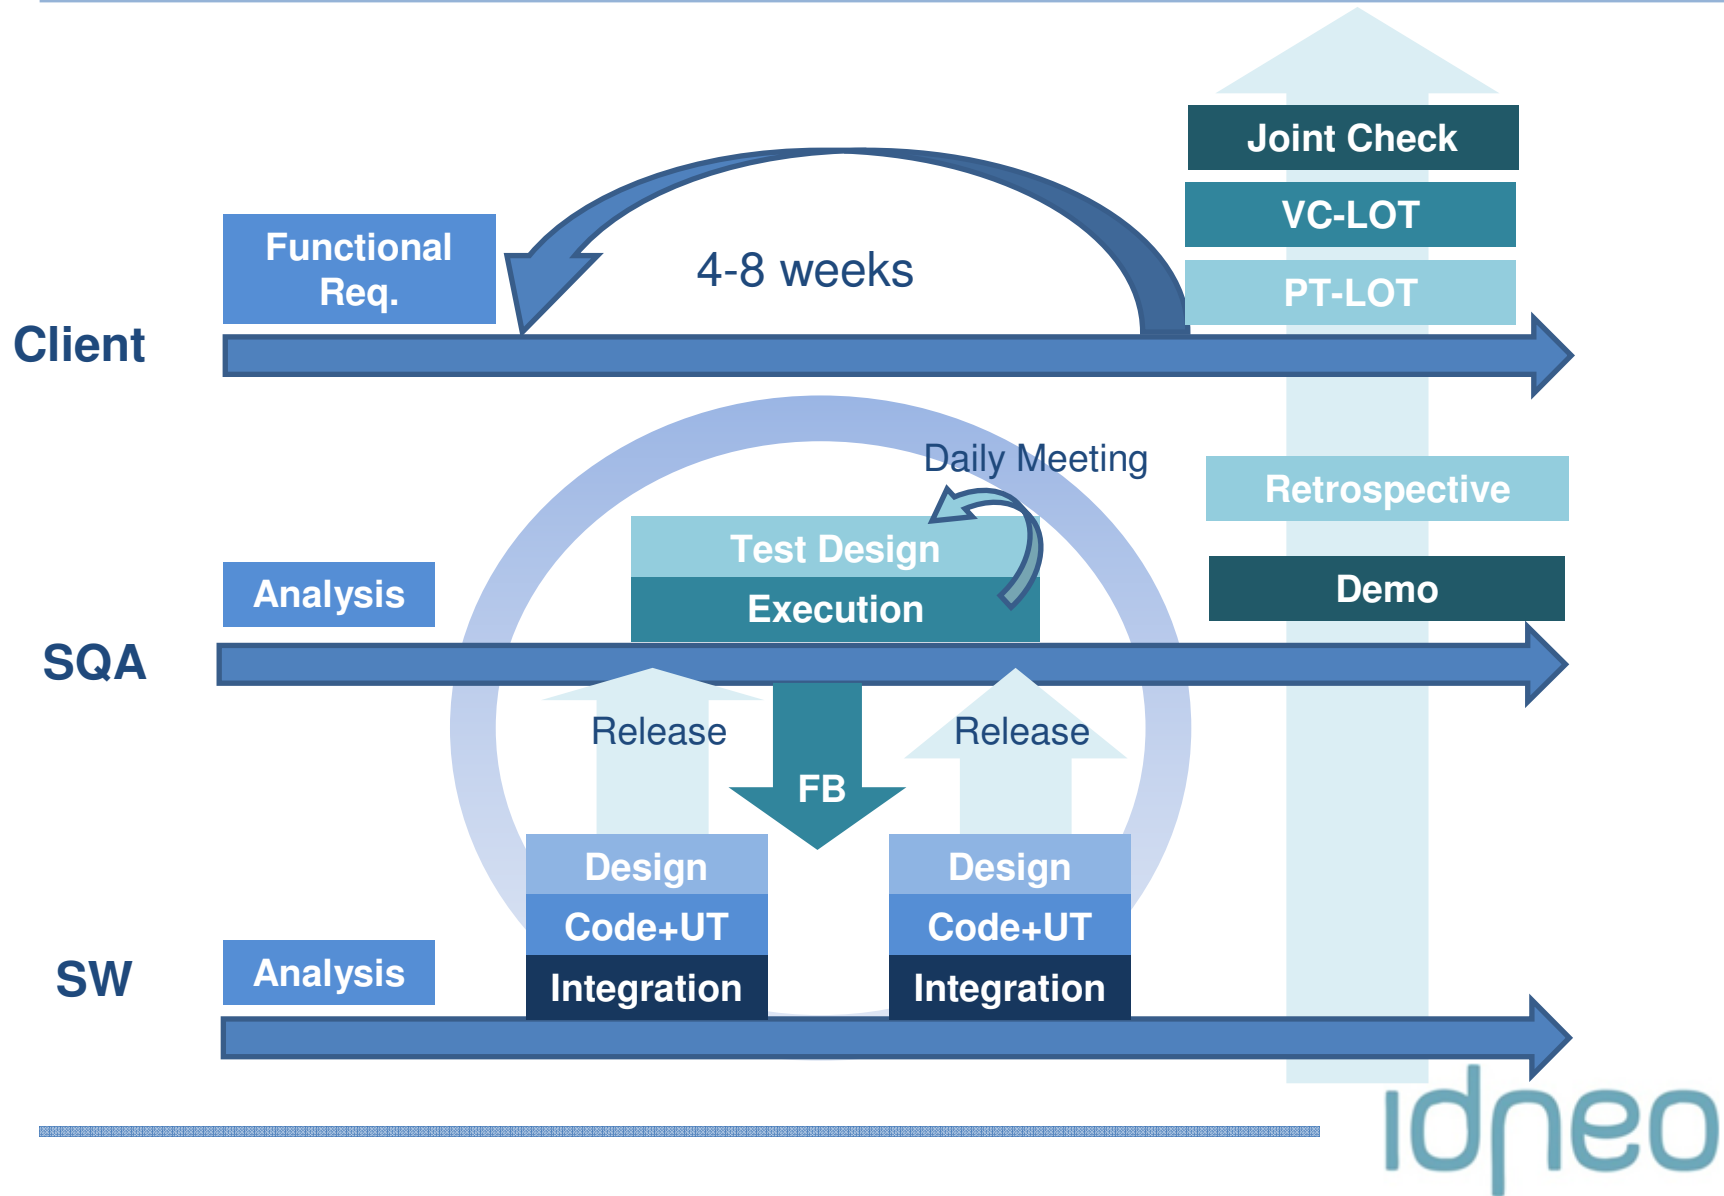 Joint Check
VC-LOT
PT-LOT
Functional
Req.
4-8 weeks
Client
Daily Meeting
Retrospective
Test Design
Execution
Demo
Analysis
SQA
Release
FB
Release
Design
Code+UT
Integration
Design
Code+UT
Integration
Analysis
SW
idneo